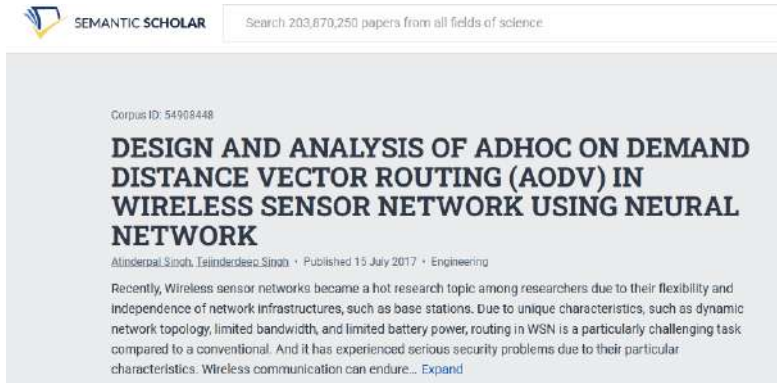 SEMANTIC SCHOLAR
Search 203,870,250 papers from all fields of science
Corpus ID: 54908448
DESIGN AND ANALYSIS OF ADHOC ON DEMAND
DISTANCE VECTOR ROUTING (AODV) IN
WIRELESS SENSOR NETWORK USING NEURAL
NETWORK
Atinderpal Singh, Tejinderdeep Singh • Published 15 July 2017 • Engineering
Recently, Wireless sensor networks became a hot research topic among researchers due to their flexibility and
independence of network infrastructures, such as base stations. Due to unique characteristics, such as dynamic
network topology, limited bandwidth, and limited battery power, routing in WSN is a particularly challenging task
compared to a conventional. And it has experienced serious security problems due to their particular
characteristics. Wireless communication can endure... Expand